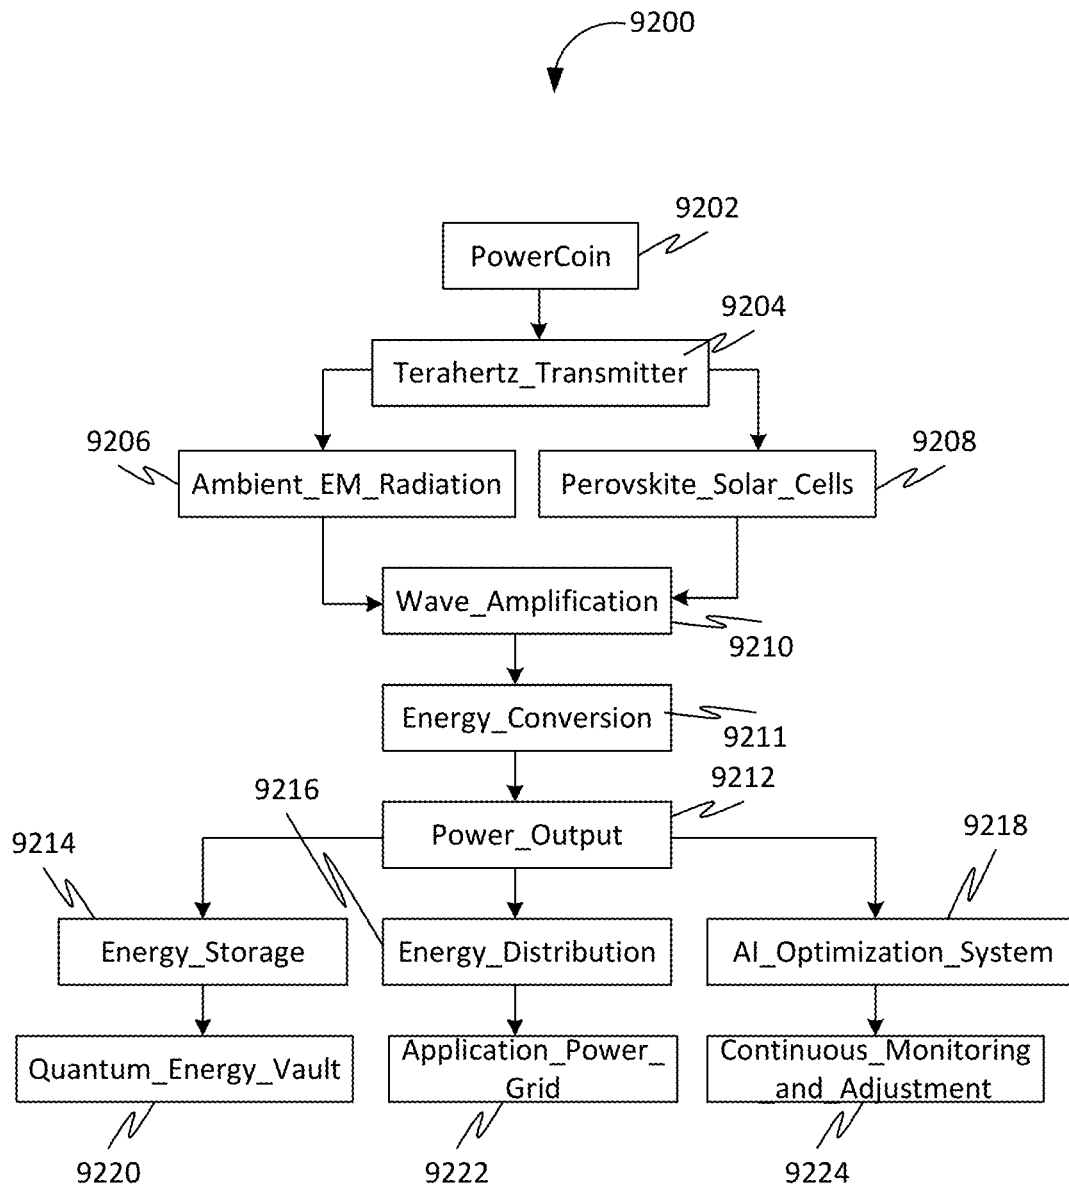 9200
9202
PowerCoin
9204
Terahertz_Transmitter
9206
9208
Ambient_EM_Radiation
Perovskite_Solar_Cells
Wave_Amplification
9210
Energy_Conversion
9211
9212
9216
Power_Output
9218
9214
Energy_Storage
Energy_Distribution
AI_Optimization_System
Quantum_Energy_Vault
Application_Power_
Grid
Continuous_Monitoring
_and_Adjustment
9220
9222
9224